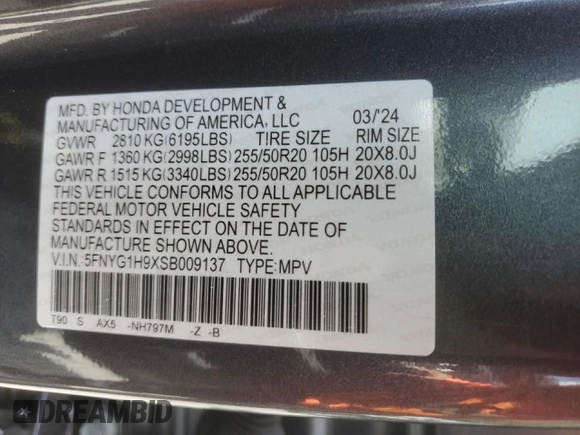 MFD. BY HONDA DEVELOPMENT &
MANUFACTURING OF AMERICA, LLC 03/'24
GVWR 2810 KG(6195LBS) TIRE SIZE RIM SIZE
GAWR F 1360 KG(2998LBS) 255/50R20 105H 20X8.0J
GAWR R 1515 KG(3340LBS) 255/50R20 105H 20X8.0J
THIS VEHICLE CONFORMS TO ALL APPLICABLE
FEDERAL MOTOR VEHICLE SAFETY
STANDARDS IN EFFECT ON THE DATE OF
MANUFACTURE SHOWN ABOVE.
V.I.N.:5FNYG1H9XSB009137 TYPE:MPV
T90 S AX5 -NH797M -Z -B
DREAMBID